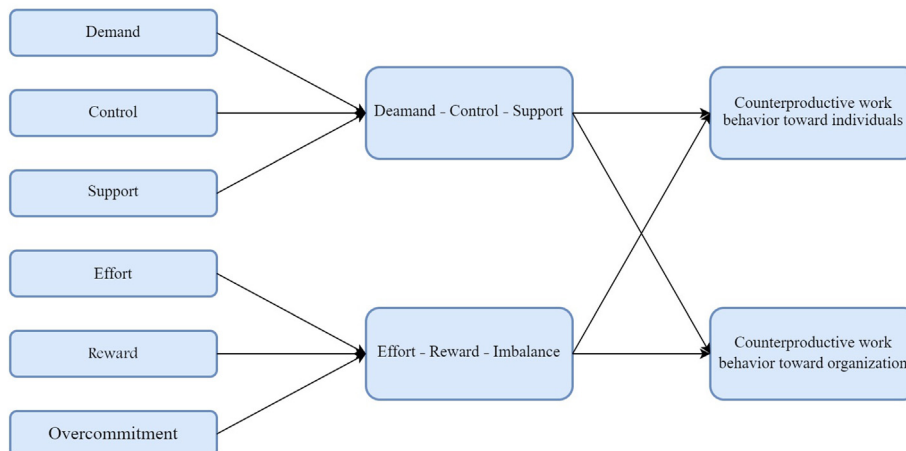 Demand
Control
Support
Effort
Reward
Overcommitment
Deamand - Control - Support
Effort - Reward - Imbalance
Counterproductive work
behavior toward individuals
Counterproductive work
behavior toward organization